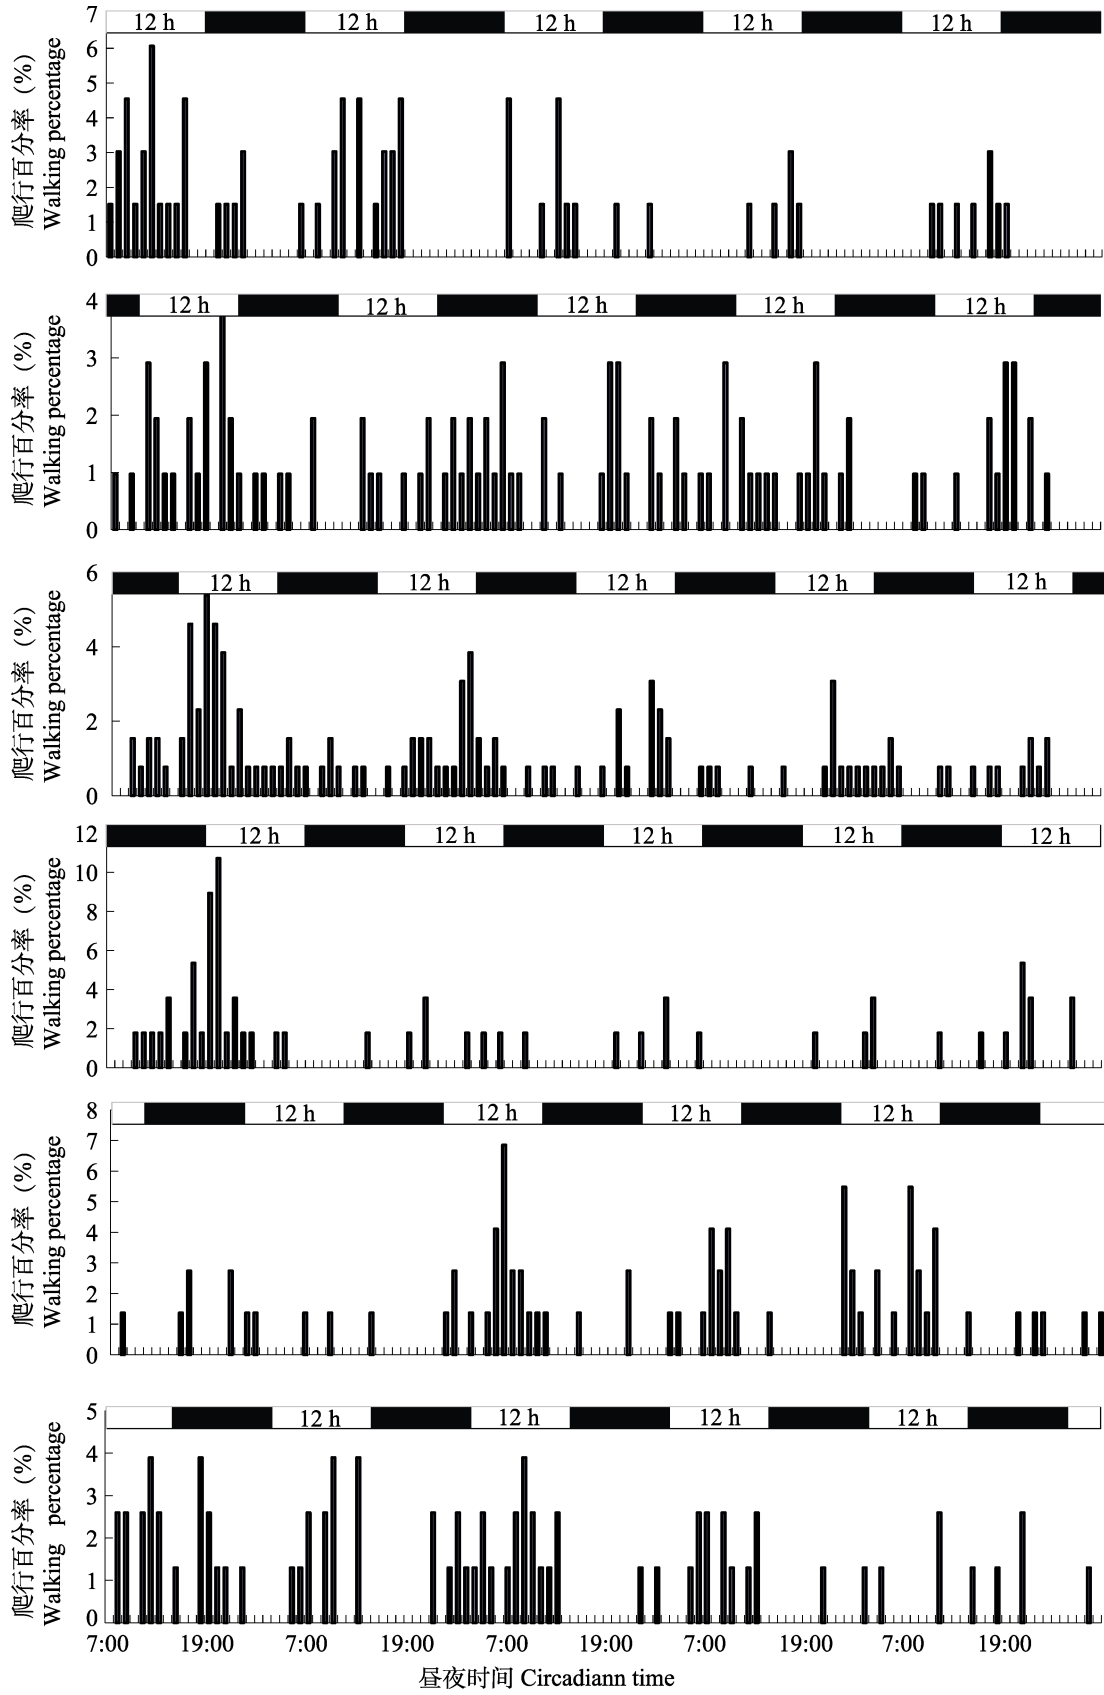 7 12 h 12 h 12 h 12 h 12 h
6
5
4
3
2
1
0
爬行百分率 (%)
Walking percentage
4 12 h 12 h 12 h 12 h 12 h
3
2
1
0
爬行百分率 (%)
Walking percentage
6 12 h 12 h 12 h 12 h 12 h
4
2
0
爬行百分率 (%)
Walking percentage
12 12 h 12 h 12 h 12 h 12 h
10
8
6
4
2
0
爬行百分率 (%)
Walking percentage
8 12 h 12 h 12 h 12 h
7
6
5
4
3
2
1
0
爬行百分率 (%)
Walking percentage
5 12 h 12 h 12 h 12 h
4
3
2
1
0
爬行百分率 (%)
Walking percentage
7:00 19:00 7:00 19:00 7:00 19:00 7:00 19:00 7:00 19:00
昼夜时间 Circadiann time